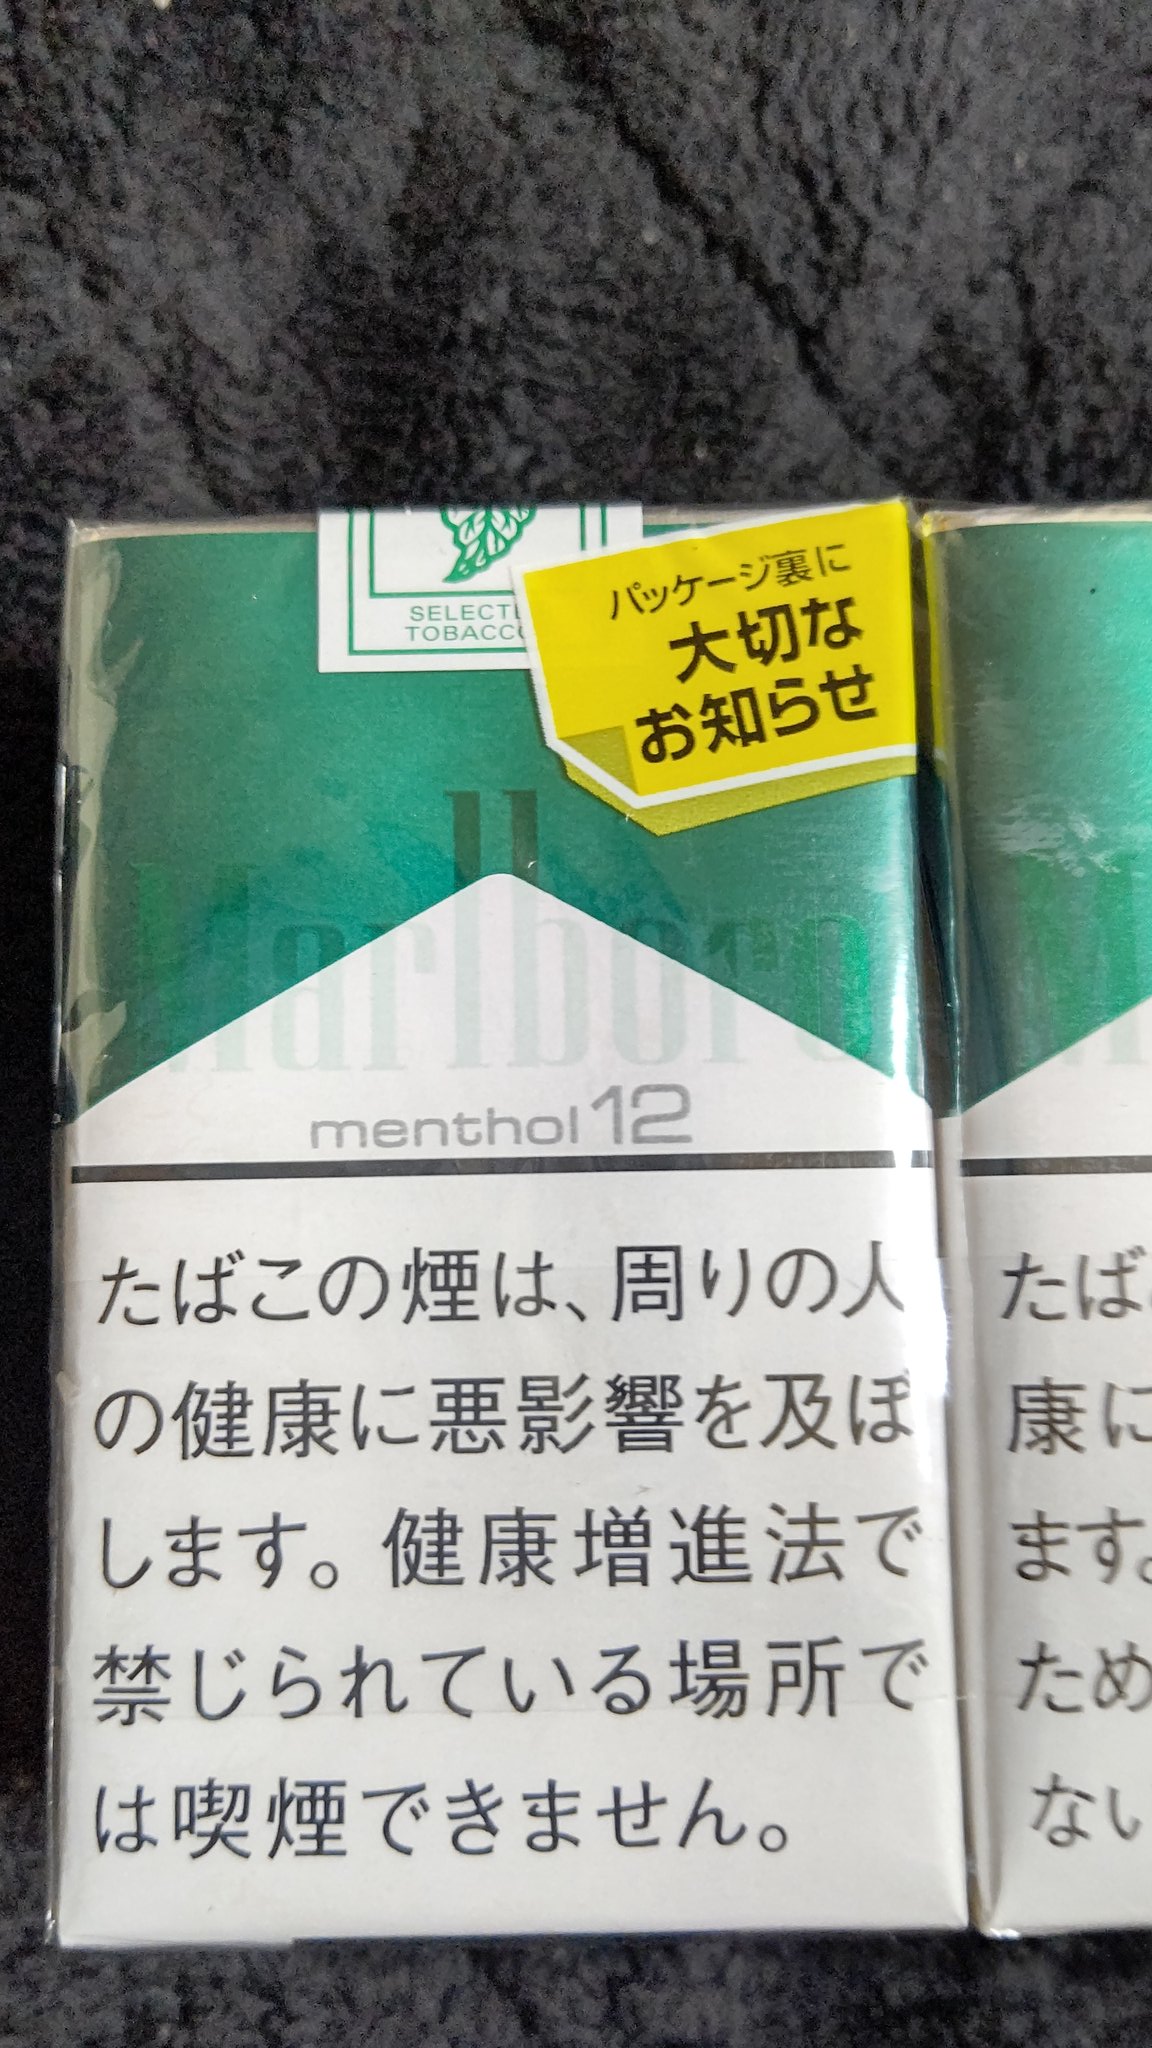 SELECTE
TOBACCO
パッケージ裏に
大切な
お知らせ
Marlboro
menthol 12
たばこの煙は、周りの人
の健康に悪影響を及ぼ
します。健康増進法で
禁じられている場所で
は喫煙できません。
たば
康に
ます。
ため
ない